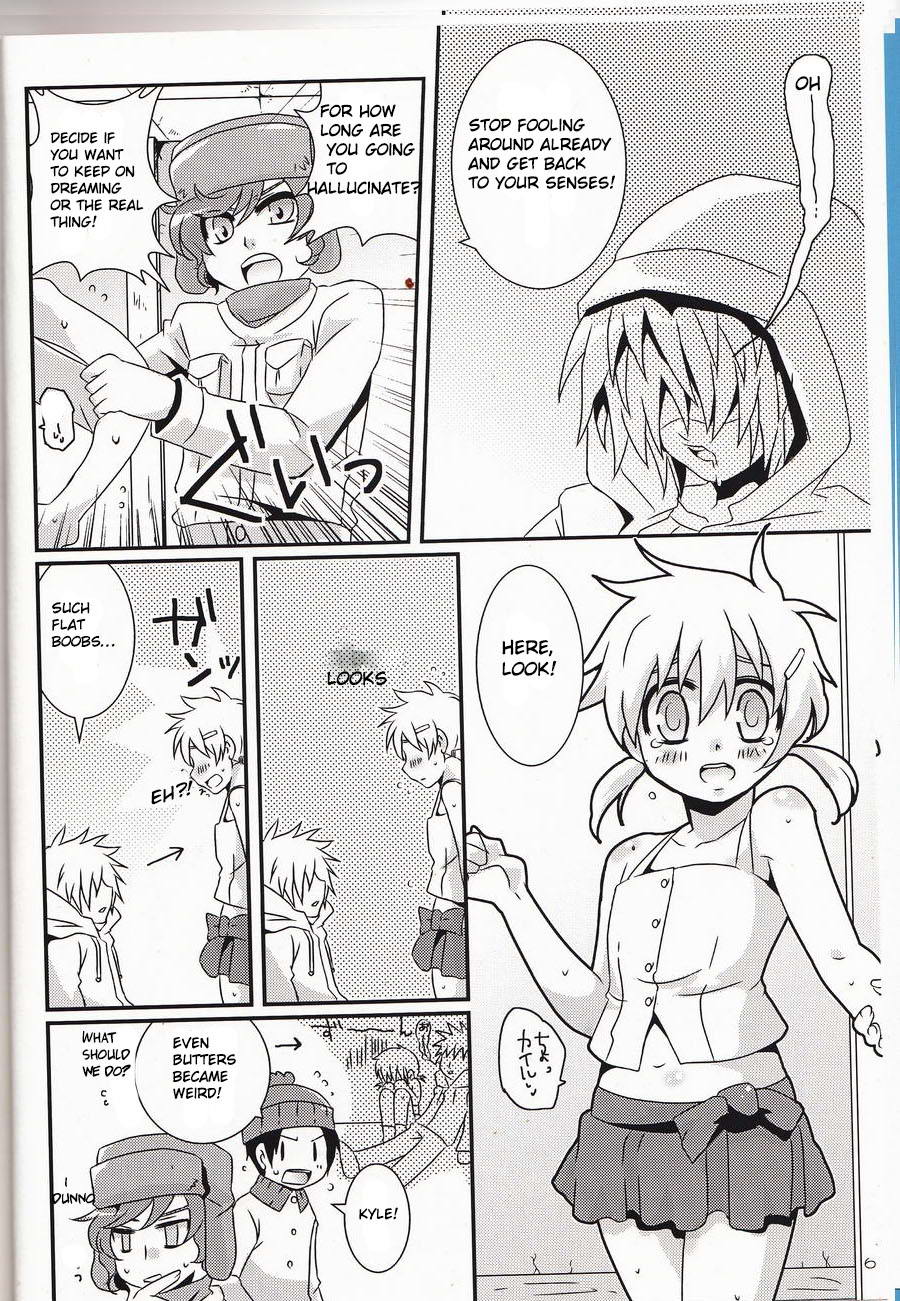 OH
STOP FOOLING
AROUND ALREADY
AND GET BACK
TO YOUR SENSES!
FOR HOW
LONG ARE
YOU GOING
TO
HALLLUCINATE?
DECIDE IF
YOU WANT
TO KEEP ON
DREAMING
OR THE REAL
THING!
ぐいっ
HERE,
LOOK!
ちょっ
カイルッ
LOOKS
SUCH
FLAT
BOOBS...
ガーンッ
EH?!
EVEN
BUTTERS
BECAME
WEIRD!
WHAT
SHOULD
WE DO?
KYLE!
I
DUNNO
6